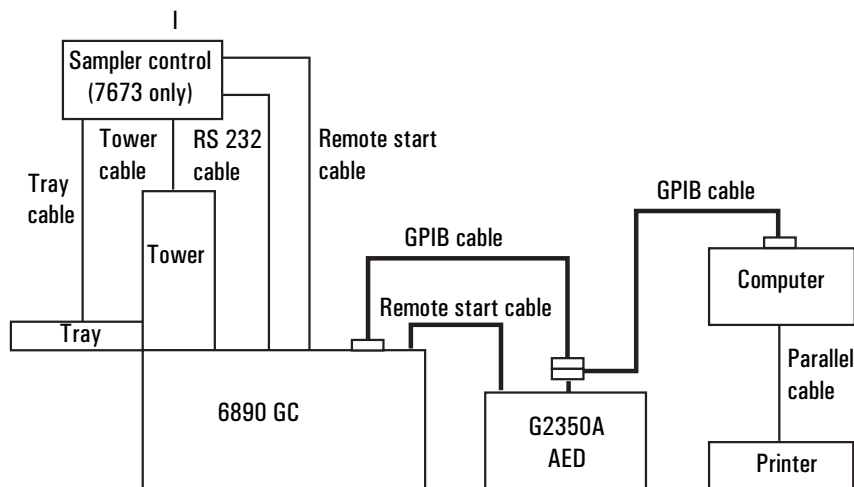 I
Sampler control
(7673 only)
Tray
cable
Tower
cable
RS 232
cable
Remote start
cable
Tower
Tray
GPIB cable
Remote start cable
GPIB cable
Computer
Parallel
cable
6890 GC
G2350A
AED
Printer